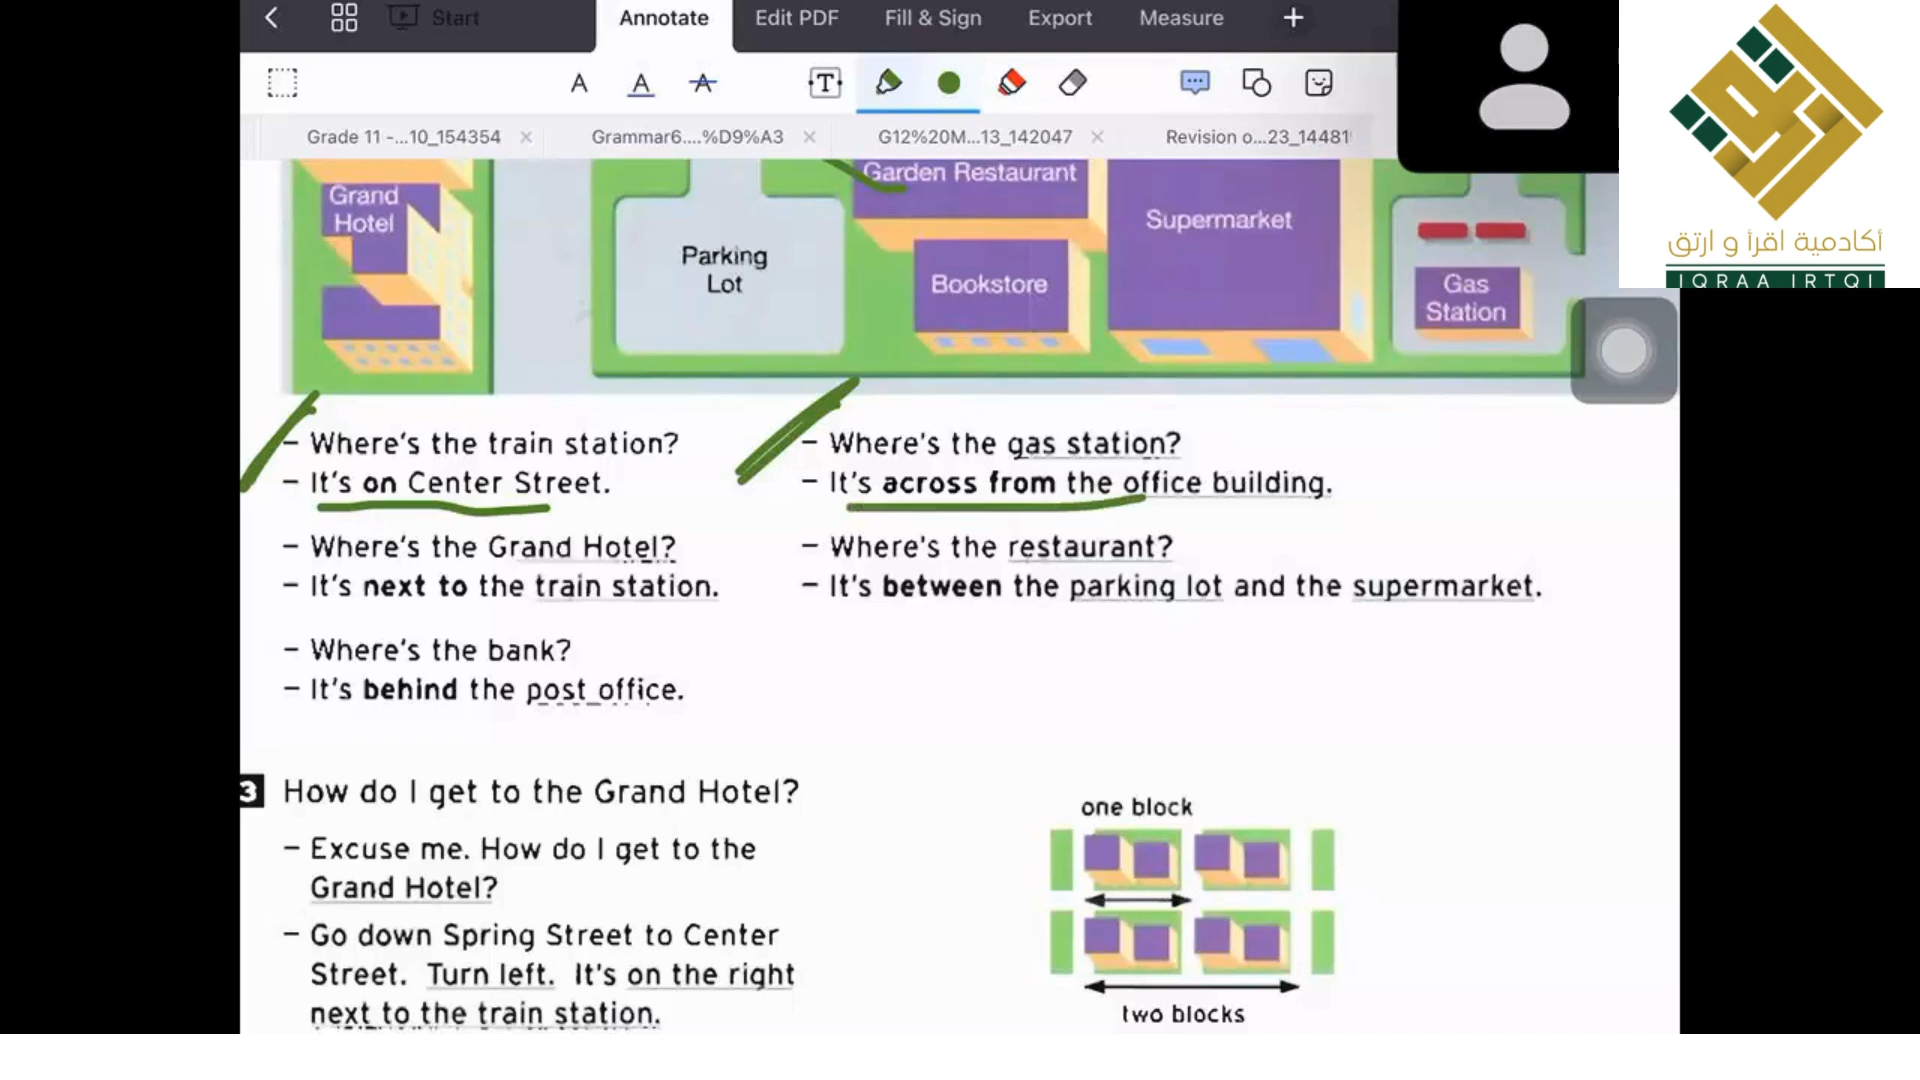 Start
Annotate
Edit PDF
Fill & Sign
Export
Measure
Grade 11 -...10_154354
Grammar6....%D9%A3
G12%20M...13_142047
Revision o...23_14481
Grand
Hotel
Parking
Lot
Garden Restaurant
Bookstore
Supermarket
Gas
Station
أكادمية اقرأ و ارتق
IQRAA IRTQI
– Where's the train station?
– It's on Center Street.
– Where's the Grand Hotel?
– It's next to the train station.
– Where's the bank?
– It's behind the post office.
– Where's the gas station?
– It's across from the office building.
– Where's the restaurant?
– It's between the parking lot and the supermarket.
3 How do I get to the Grand Hotel?
– Excuse me. How do I get to the
Grand Hotel?
– Go down Spring Street to Center
Street. Turn left. It's on the right
next to the train station.
one block
two blocks